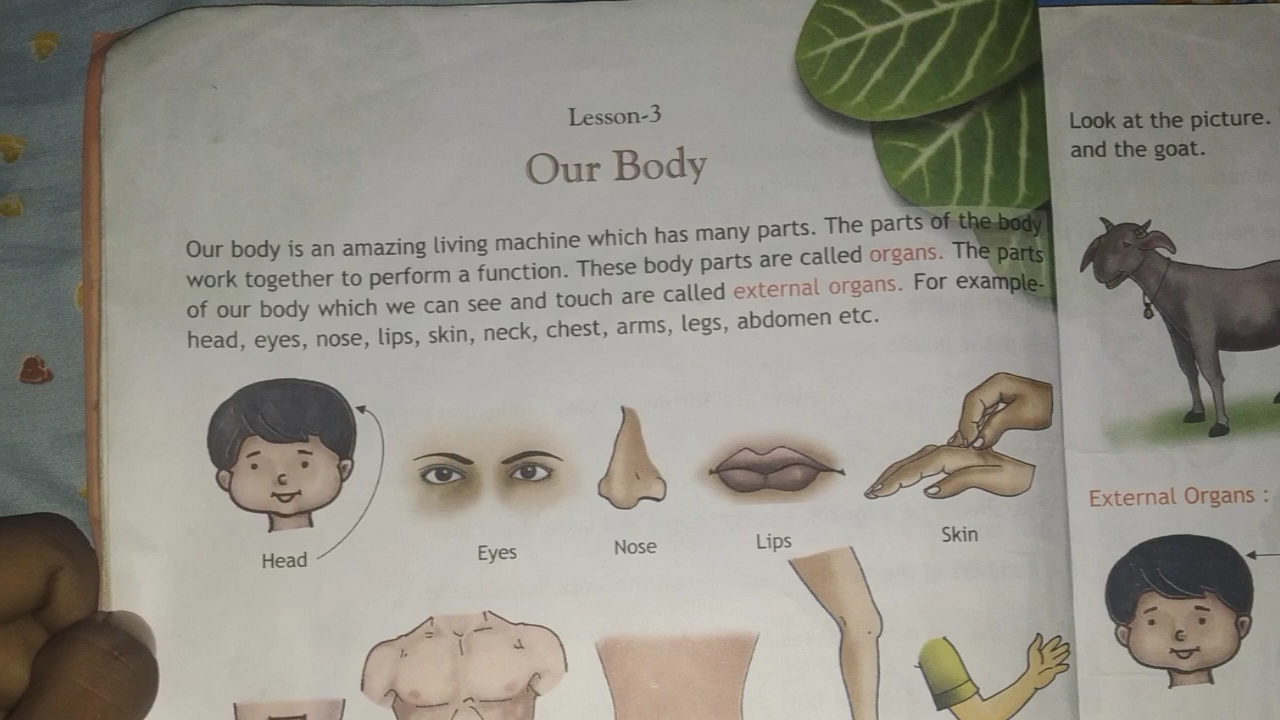 Lesson-3
Our Body
Our body is an amazing living machine which has many parts. The parts of the body
work together to perform a function. These body parts are called organs. The parts
of our body which we can see and touch are called external organs. For example-
head, eyes, nose, lips, skin, neck, chest, arms, legs, abdomen etc.
Head
Eyes
Nose
Lips
Skin
Look at the picture.
and the goat.
External Organs :